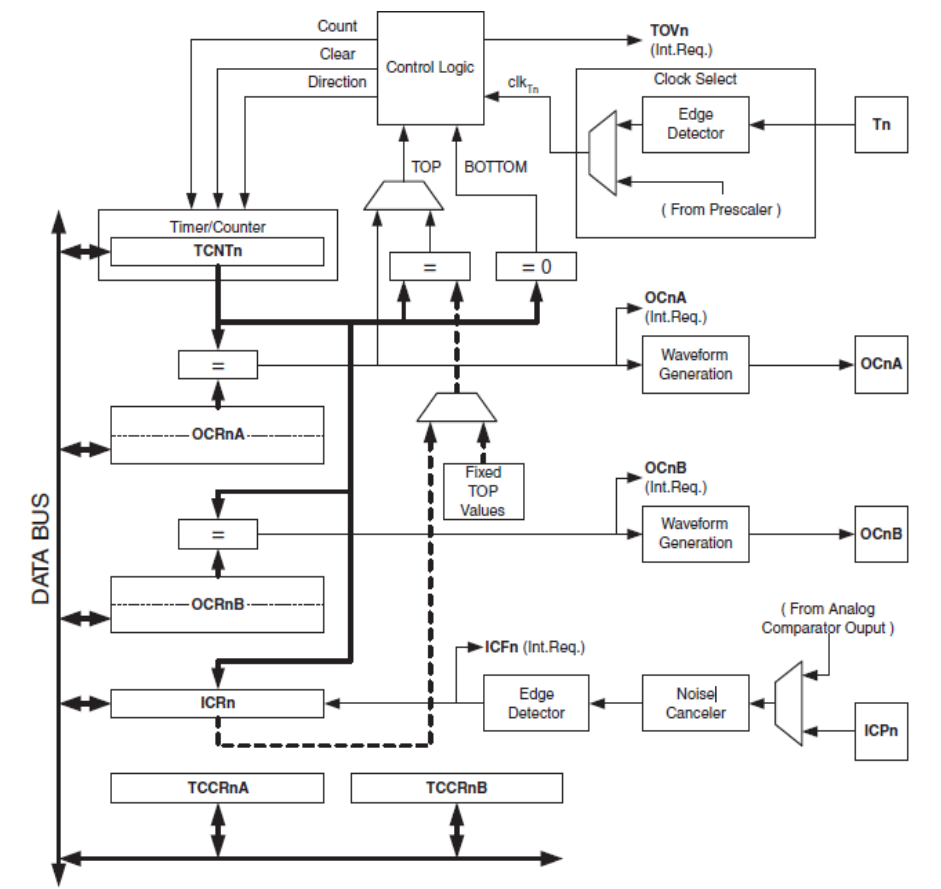 Count
Clear
Direction
Control Logic
TOVn
(Int.Req.)
clkTn
Clock Select
Edge
Detector
Tn
( From Prescaler )
TOP
BOTTOM
Timer/Counter
TCNTn
=
= 0
OCnA
(Int.Req.)
=
Waveform
Generation
OCnA
OCRnA
Fixed
TOP
Values
OCnB
(Int.Req.)
=
Waveform
Generation
OCnB
DATA BUS
OCRnB
( From Analog
Comparator Ouput )
ICFn (Int.Req.)
ICRn
Edge
Detector
Noise
Canceler
ICPn
TCCRnA
TCCRnB